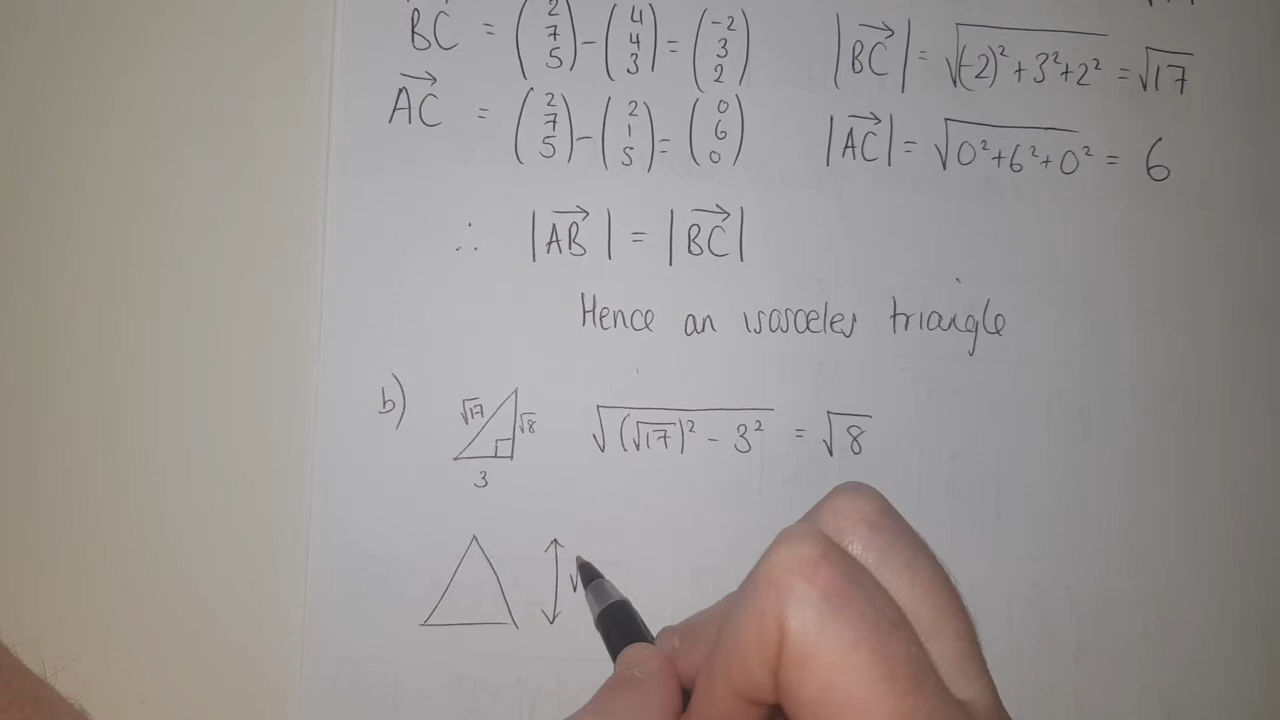 BC = (2 7 5) − (4 4 3) = (−2 3 2) |BC| = √(−2)² + 3² + 2² = √17
AC = (2 7 5) − (2 1 5) = (0 6 0) |AC| = √0² + 6² + 0² = 6
∴ |AB| = |BC|
Hence an isosceles triangle
b) √17 √8 3 √(√17)² − 3² = √8
√